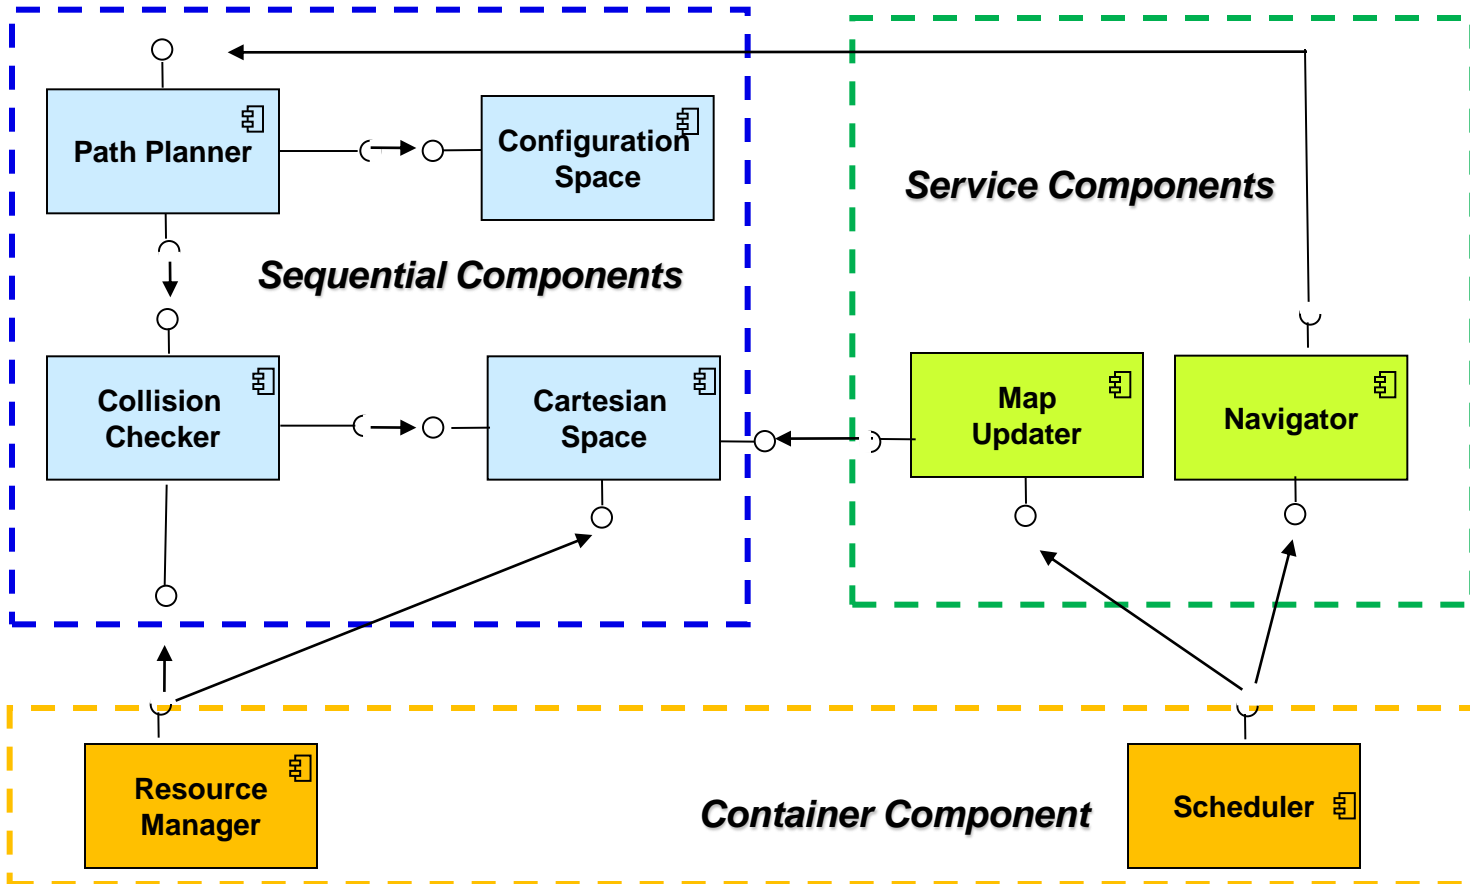 Path Planner
Configuration
Space
Service Components
Sequential Components
Collision
Checker
Cartesian
Space
Map
Updater
Navigator
Resource
Manager
Container Component
Scheduler